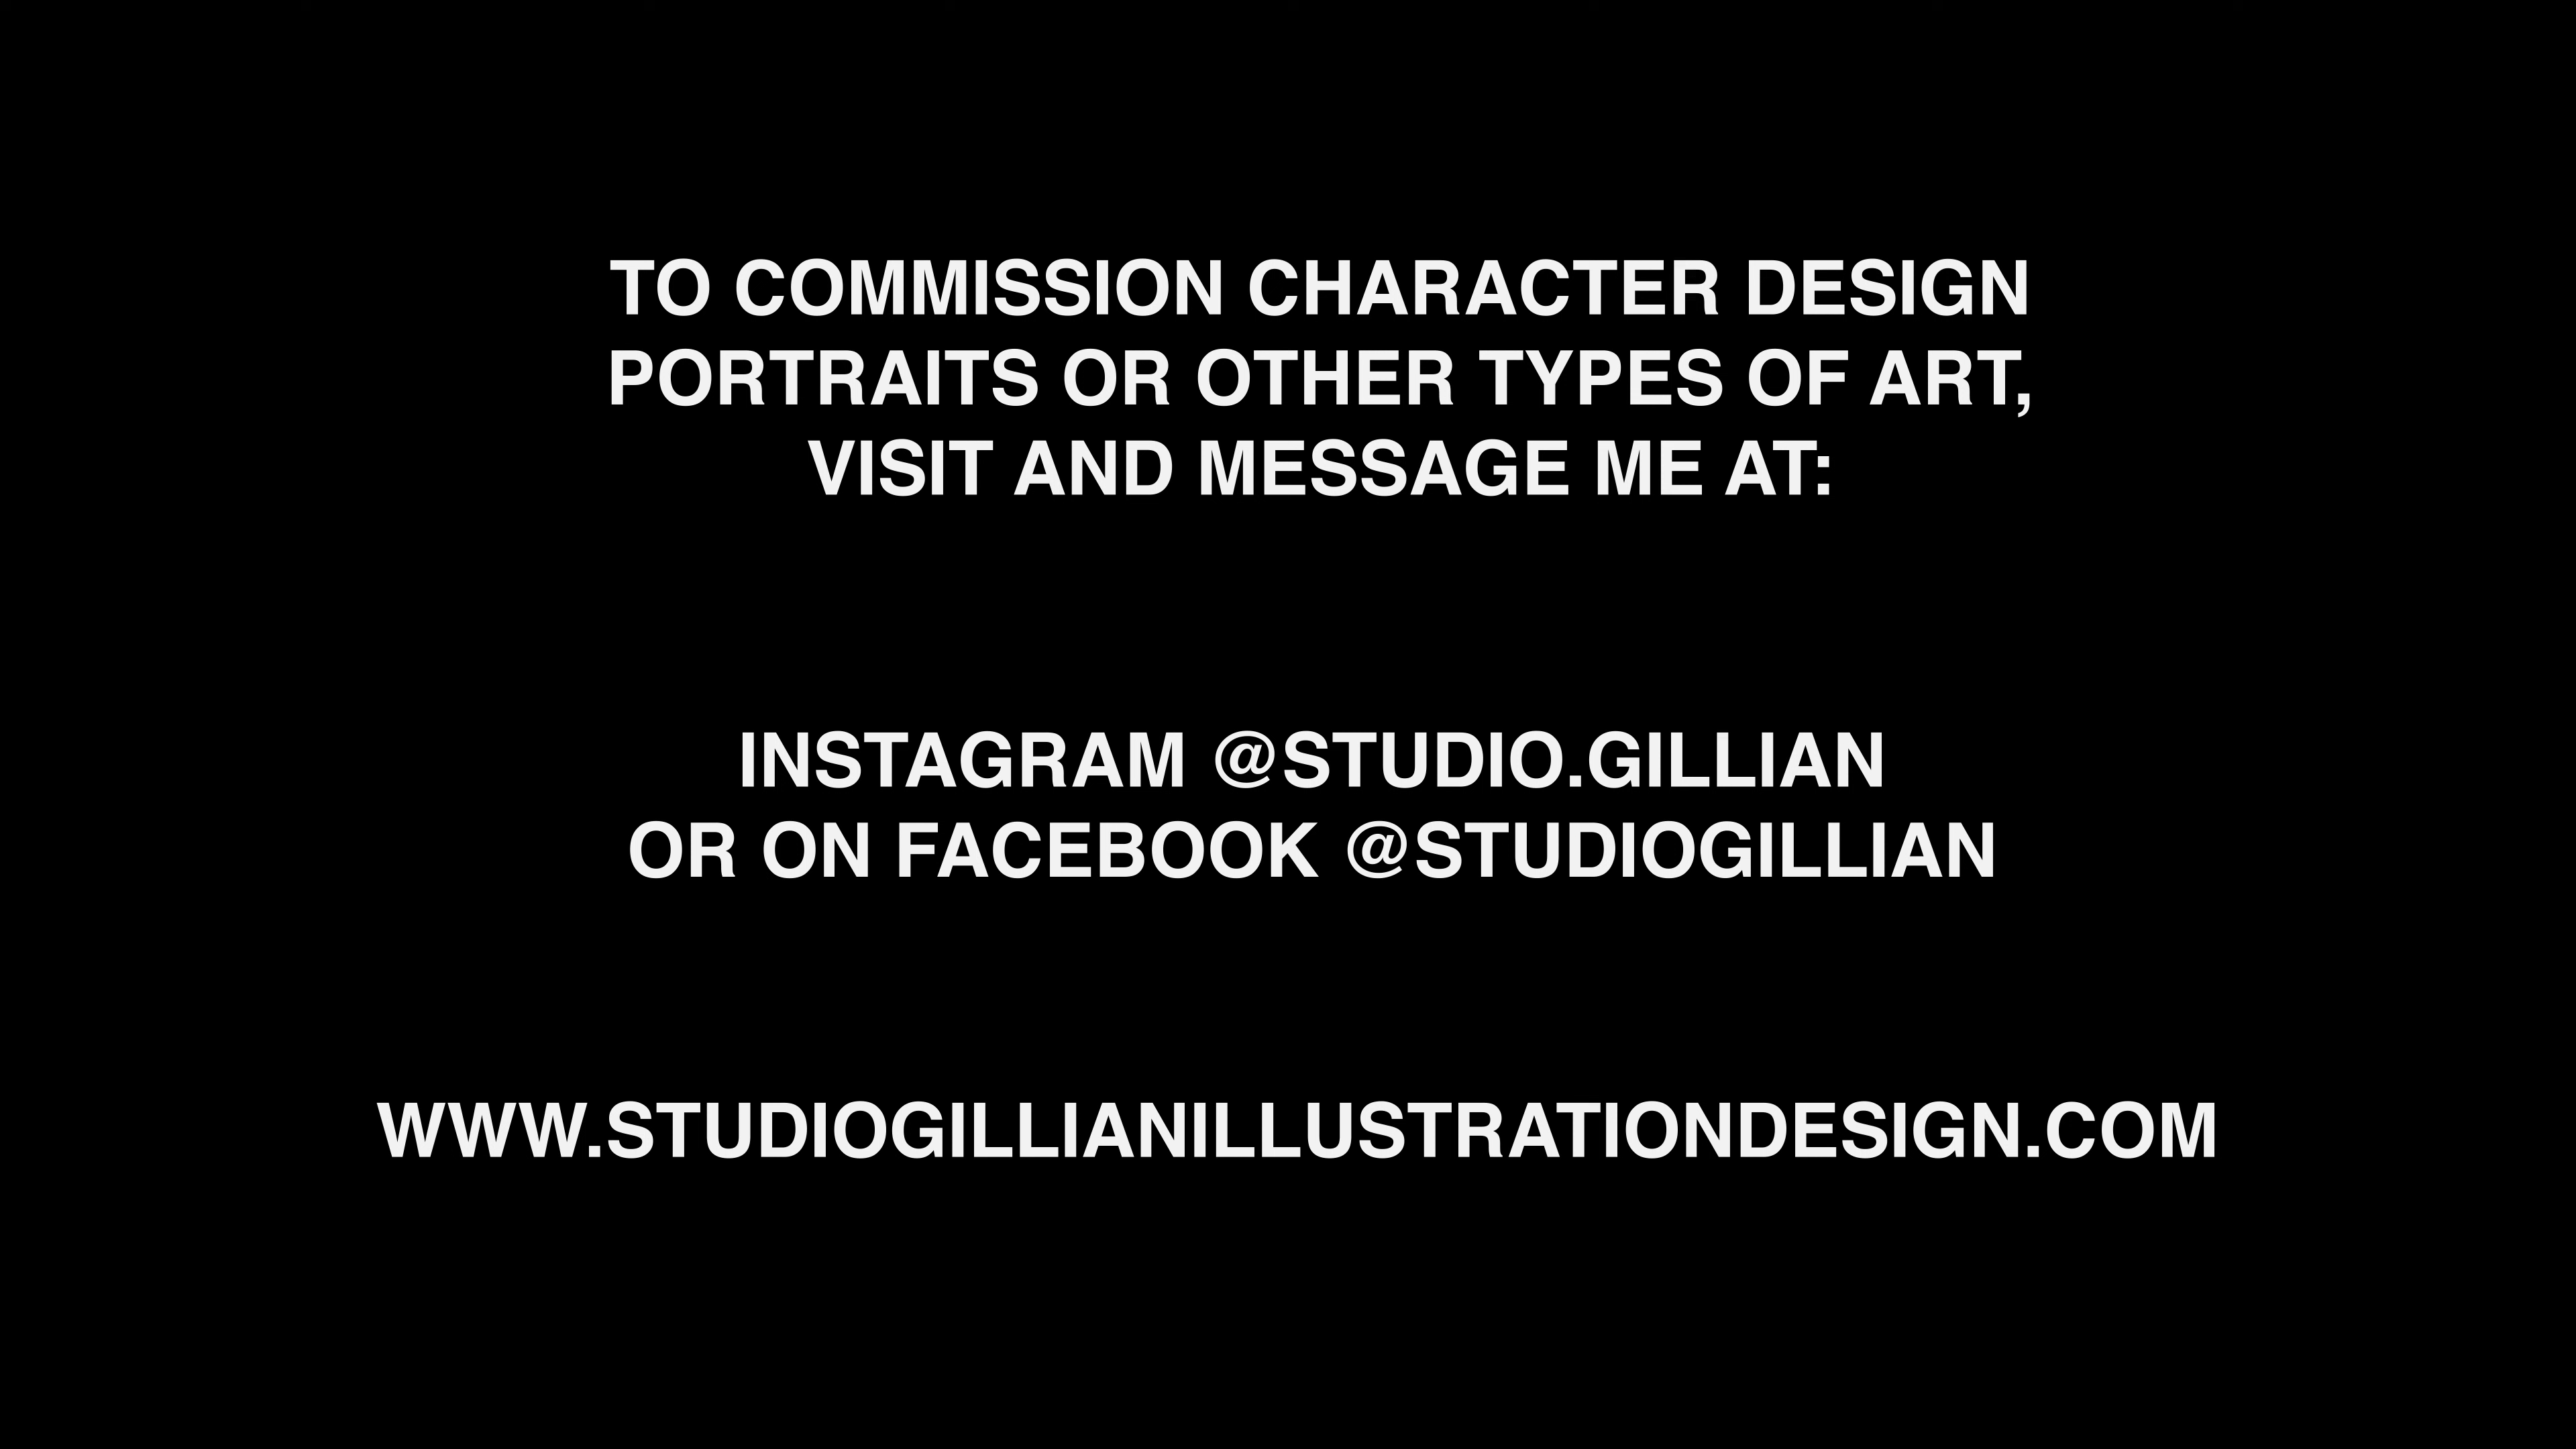 TO COMMISSION CHARACTER DESIGN
PORTRAITS OR OTHER TYPES OF ART,
VISIT AND MESSAGE ME AT:
INSTAGRAM @STUDIO.GILLIAN
OR ON FACEBOOK @STUDIOGILLIAN
WWW.STUDIOGILLIANILLUSTRATIONDESIGN.COM